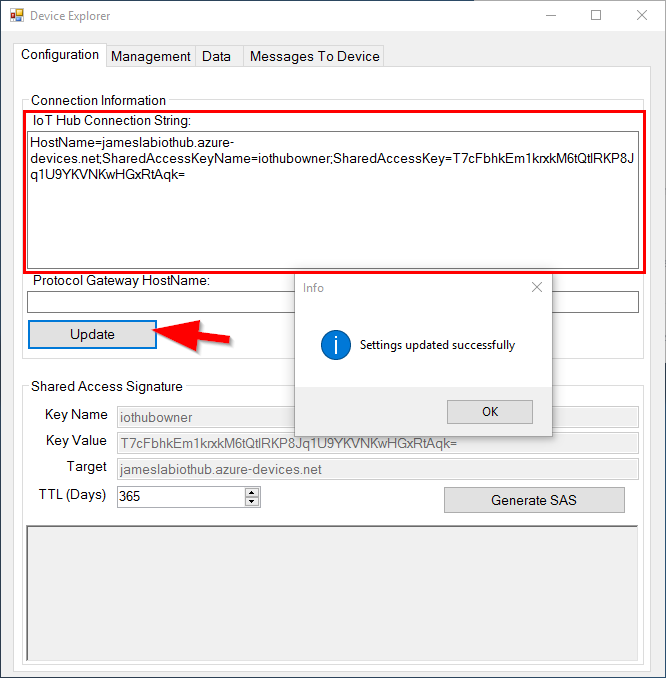 Device Explorer
Configuration
Management
Data
Messages To Device
Connection Information
IoT Hub Connection String:
HostName=jameslabiothub.azure-
devices.net;SharedAccessKeyName=iothubowner;SharedAccessKey=T7cFbhkEm1krxkM6tQtlRKP8J
q1U9YKVNKwHGxRtAqk=
Protocol Gateway HostName:
Update
Info
Settings updated successfully
OK
Shared Access Signature
Key Name
iothubowner
Key Value
T7cFbhkEm1krxkM6tQtlRKP8Jq1U9YKVNKwHGxRtAqk=
Target
jameslabiothub.azure-devices.net
TTL (Days)
365
Generate SAS